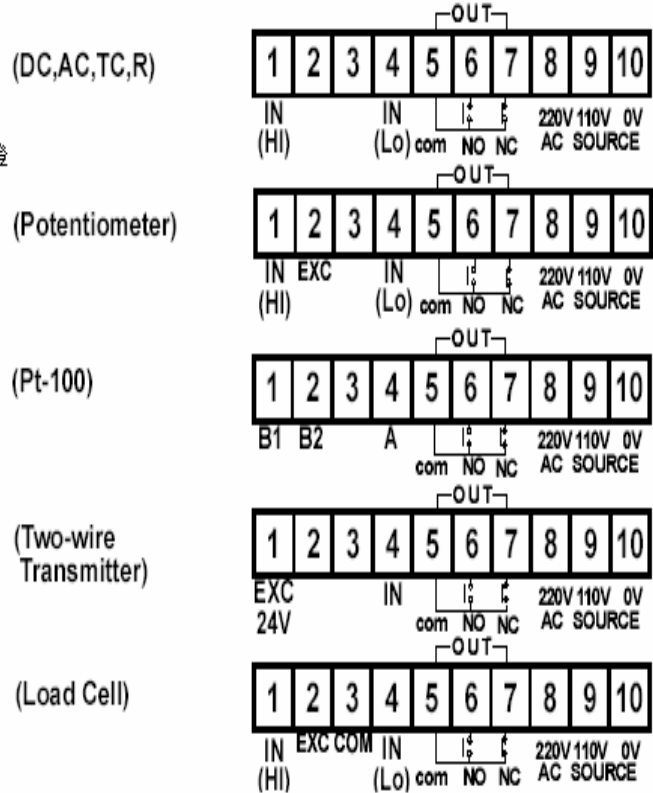 OUT
(DC,AC,TC,R) 1 2 3 4 5 6 7 8 9 10
IN IN 220V 110V 0V
(HI) (Lo) com NO NC AC SOURCE
OUT
(Potentiometer) 1 2 3 4 5 6 7 8 9 10
IN EXC IN 220V 110V 0V
(HI) (Lo) com NO NC AC SOURCE
OUT
(Pt-100) 1 2 3 4 5 6 7 8 9 10
B1 B2 A 220V 110V 0V
com NO NC AC SOURCE
OUT
(Two-wire
Transmitter) 1 2 3 4 5 6 7 8 9 10
EXC IN 220V 110V 0V
24V com NO NC AC SOURCE
OUT
(Load Cell) 1 2 3 4 5 6 7 8 9 10
IN EXC COM IN 220V 110V 0V
(HI) (Lo) com NO NC AC SOURCE